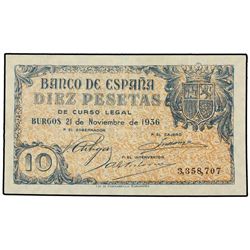 BANCO DE ESPAÑA
DIEZ PESETAS
DE CURSO LEGAL
BURGOS 21 de Noviembre de 1936
P. EL GOBERNADOR
P. EL CAJERO
P. EL INTERVENTOR
10
3,358,707